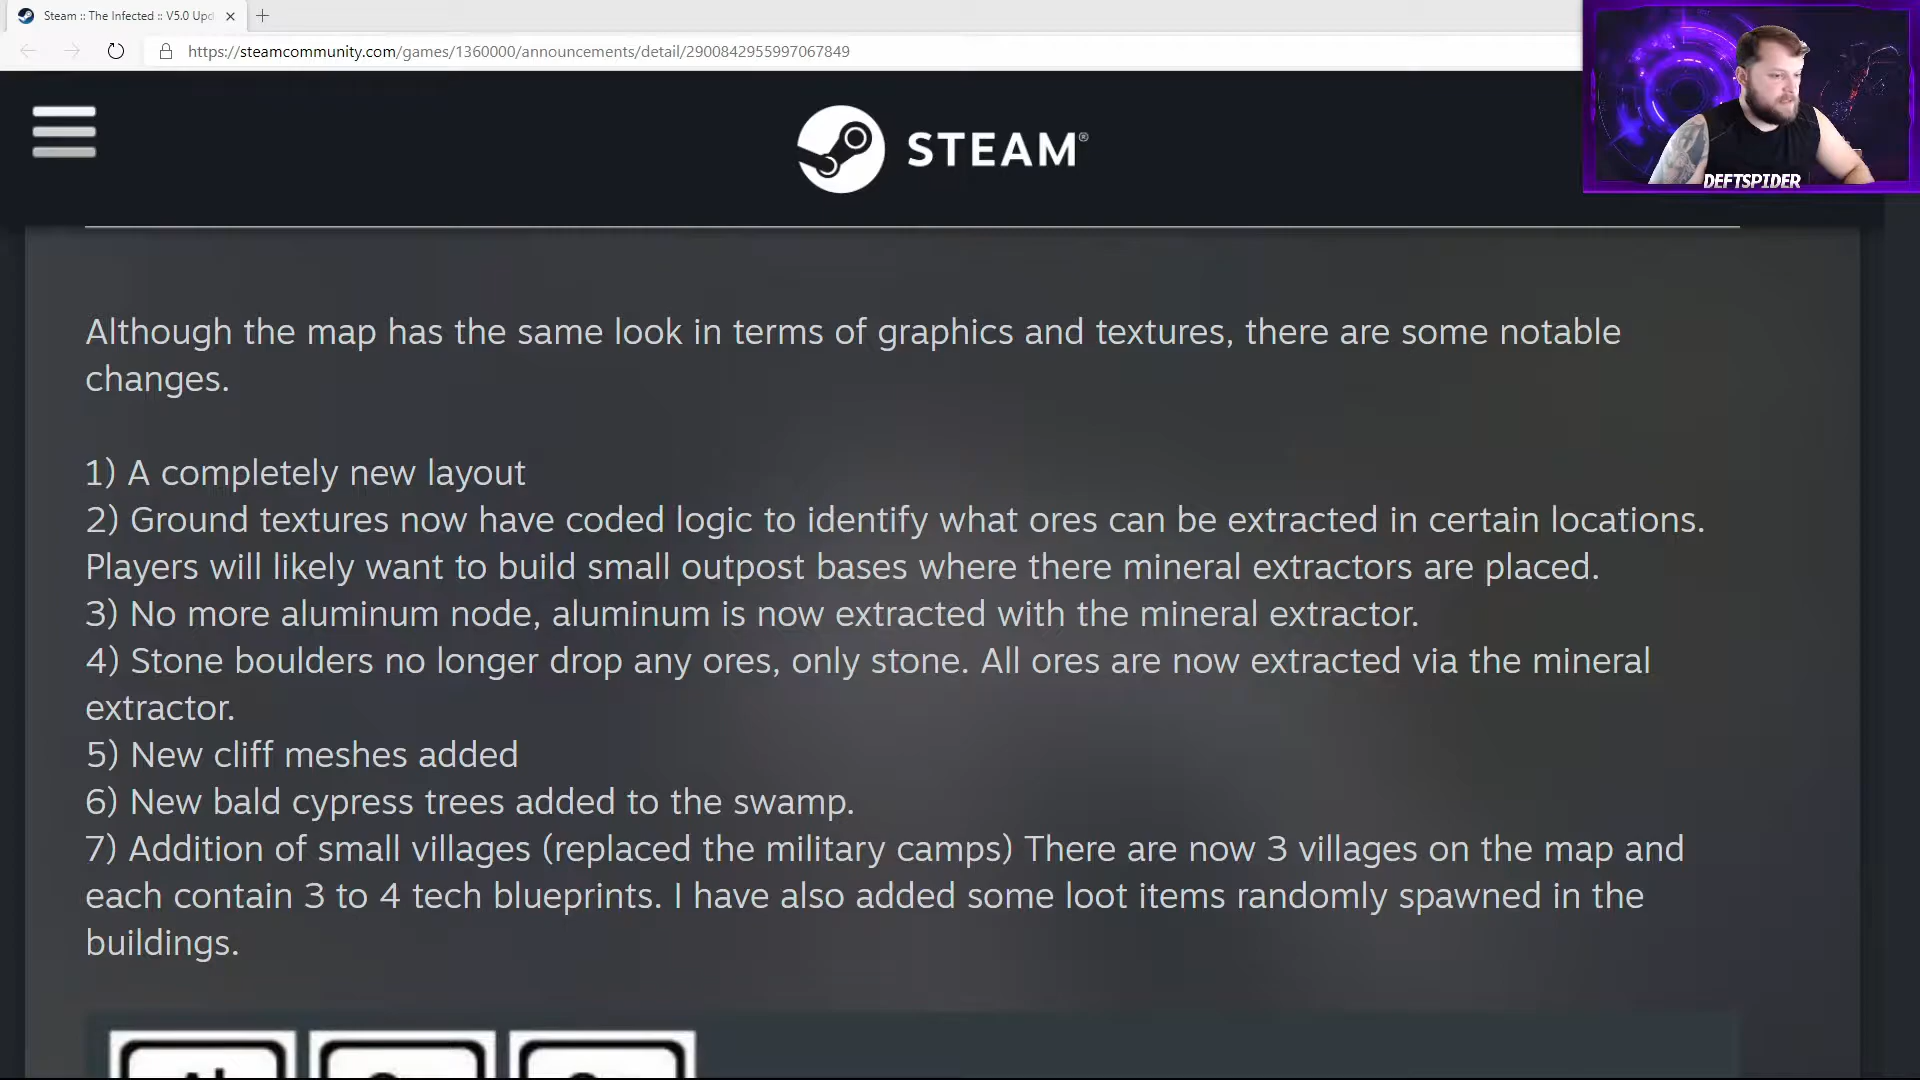 Steam :: The Infected :: V5.0 Upd
https://steamcommunity.com/games/1360000/announcements/detail/2900842955997067849
STEAM®
DEFTSPIDER
Although the map has the same look in terms of graphics and textures, there are some notable
changes.
1) A completely new layout
2) Ground textures now have coded logic to identify what ores can be extracted in certain locations.
Players will likely want to build small outpost bases where there mineral extractors are placed.
3) No more aluminum node, aluminum is now extracted with the mineral extractor.
4) Stone boulders no longer drop any ores, only stone. All ores are now extracted via the mineral
extractor.
5) New cliff meshes added
6) New bald cypress trees added to the swamp.
7) Addition of small villages (replaced the military camps) There are now 3 villages on the map and
each contain 3 to 4 tech blueprints. I have also added some loot items randomly spawned in the
buildings.